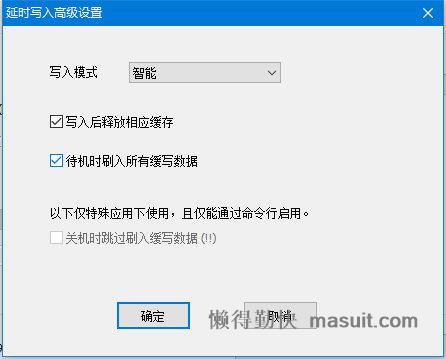 延时写入高级设置
写入模式 智能
写入后释放相应缓存
待机时刷入所有缓写数据
以下仅特殊应用下使用，且仅能通过命令行启用。
关机时跳过刷入缓写数据 (!!)
确定 取消
懒得勤快 masuit.com